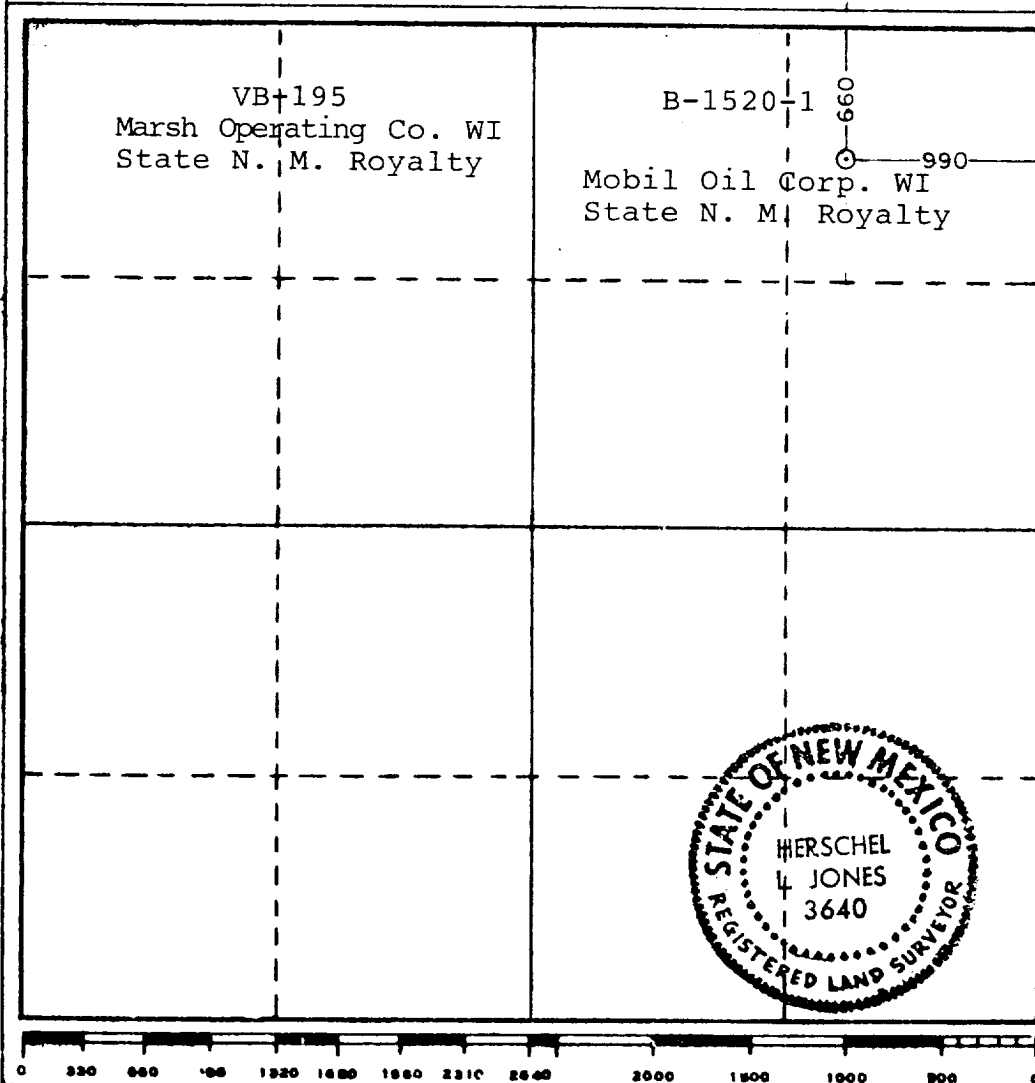 VB-195
Marsh Operating Co. WI
State N. M. Royalty
B-1520-1
660
990
Mobil Oil Corp. WI
State N. M. Royalty
STATE OF NEW MEXICO
HERSCHEL
L JONES
3640
REGISTERED LAND SURVEYOR
0 330 660 1320 1650 1980 2310 2640 2000 1500 1000 500